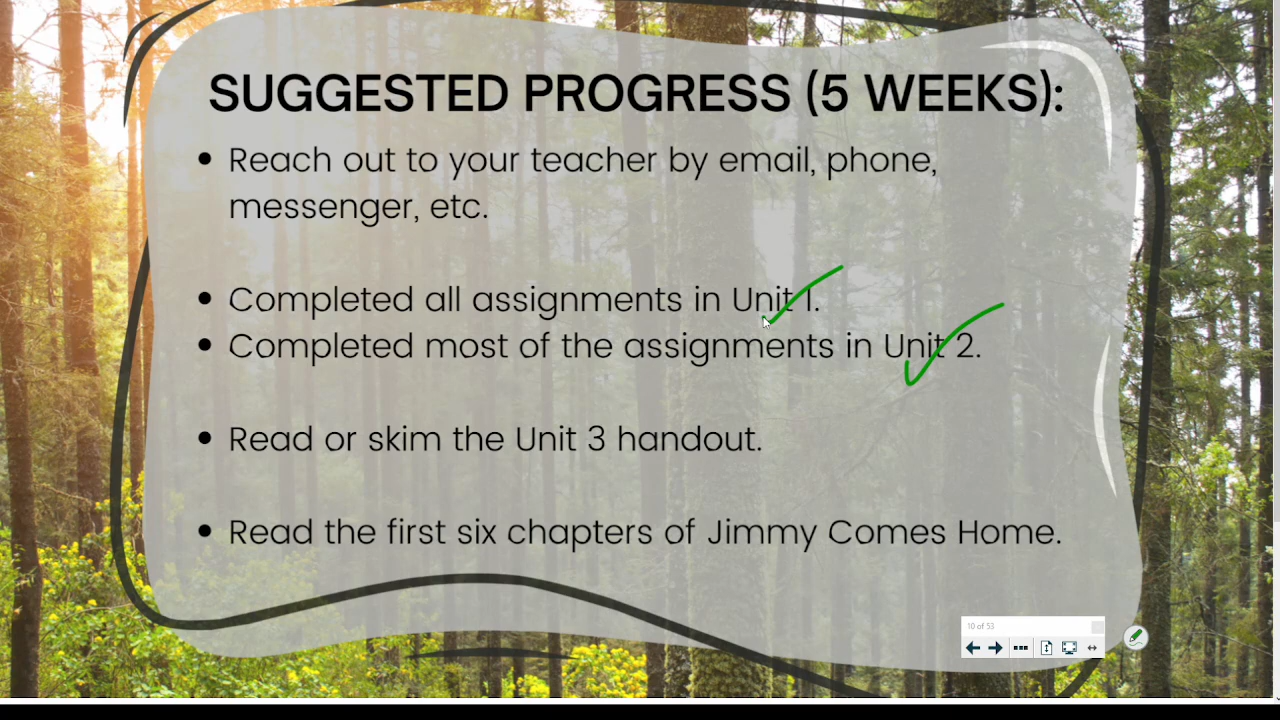 SUGGESTED PROGRESS (5 WEEKS):
• Reach out to your teacher by email, phone,
messenger, etc.
• Completed all assignments in Unit 1.
• Completed most of the assignments in Unit 2.
• Read or skim the Unit 3 handout.
• Read the first six chapters of Jimmy Comes Home.
10 of 53